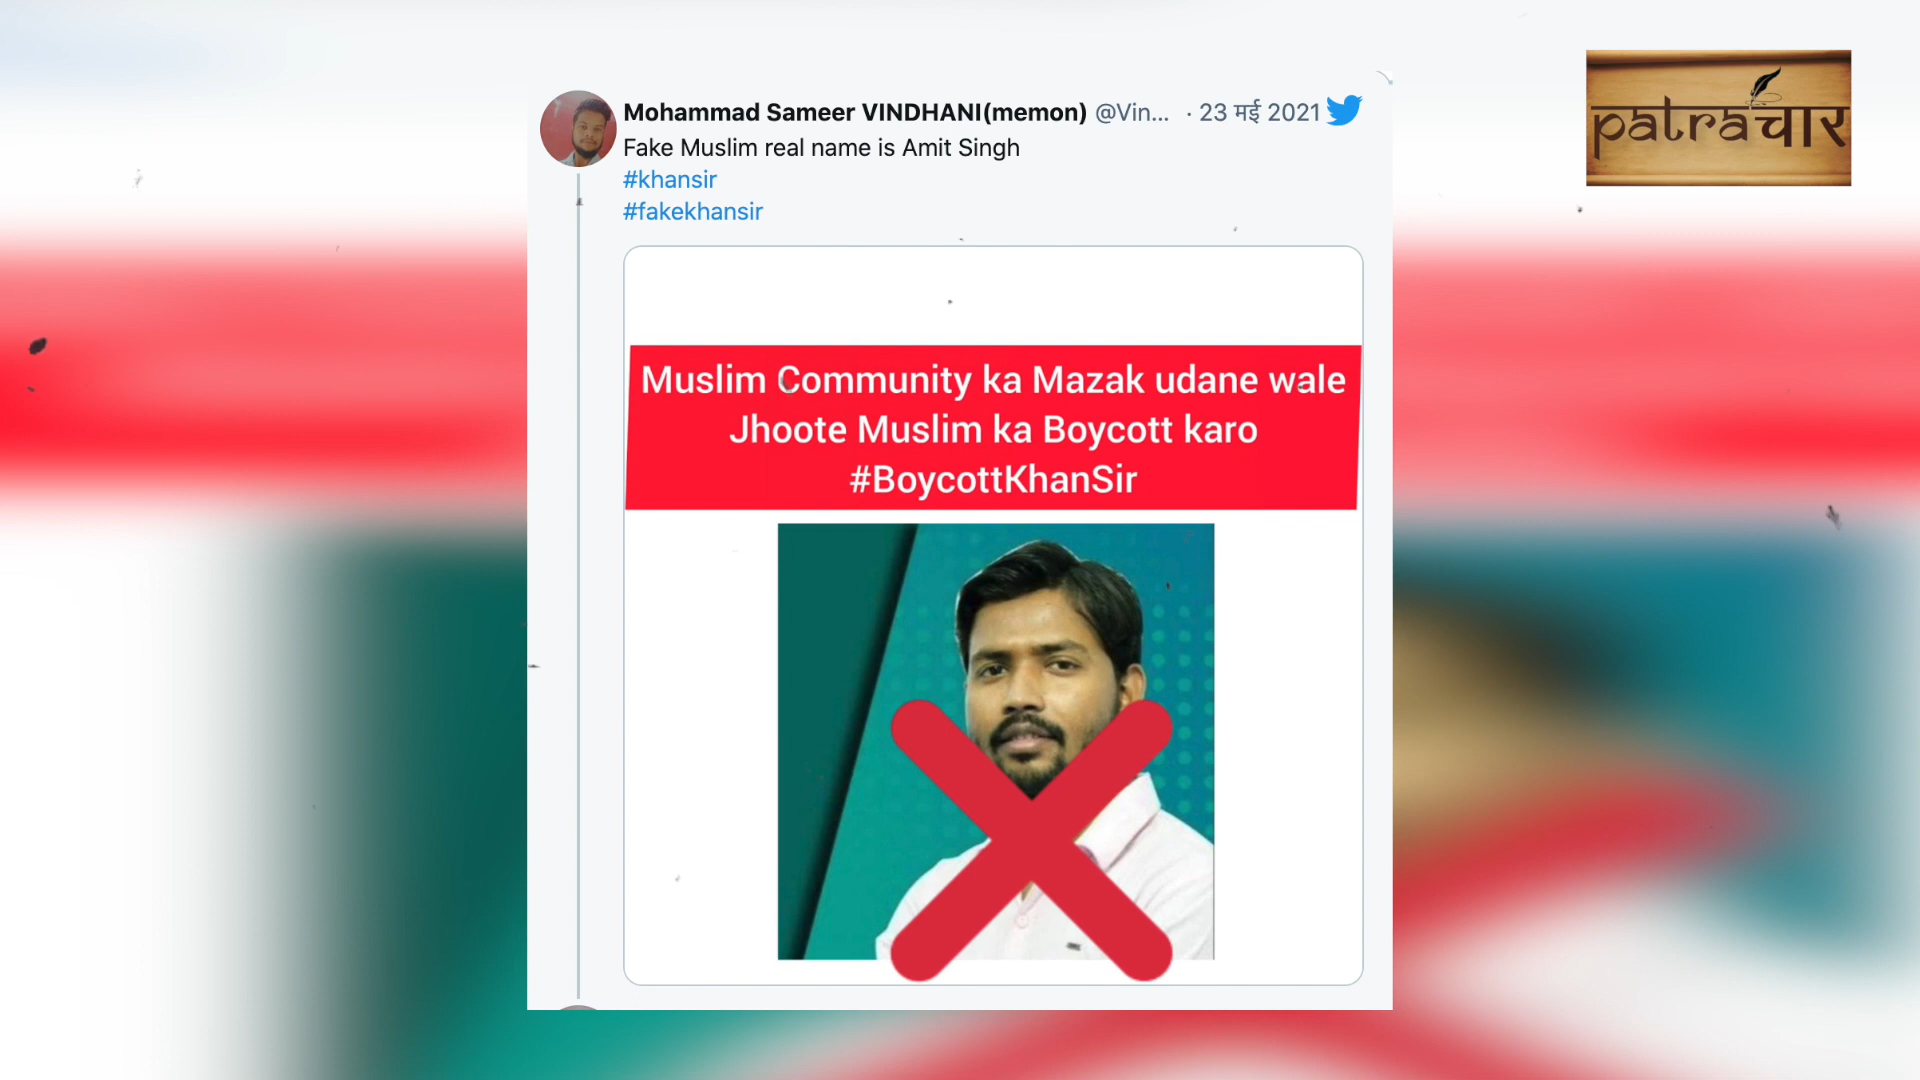 Mohammad Sameer VINDHANI(memon) @Vin... · 23 मई 2021
Fake Muslim real name is Amit Singh
#khansir
#fakekhansir
Muslim Community ka Mazak udane wale
Jhoote Muslim ka Boycott karo
#BoycottKhanSir
patraचार